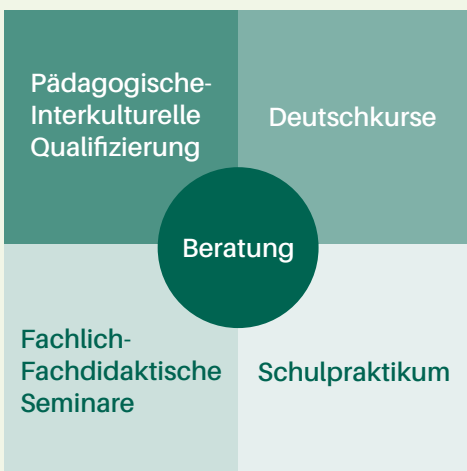 Pädagogische-
Interkulturelle
Qualifizierung
Deutschkurse
Beratung
Fachlich-
Fachdidaktische
Seminare
Schulpraktikum